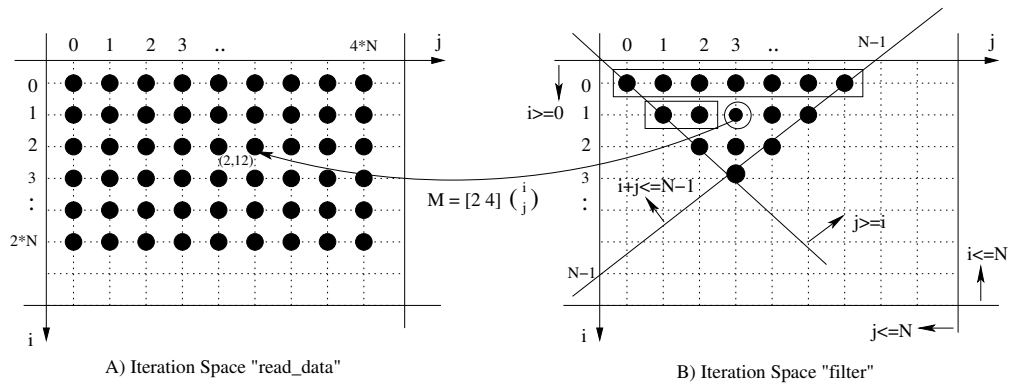 0 1 2 3 .. 4*N j
0
1
2
3
:
2*N
i
(2,12)
A) Iteration Space "read_data"
M = [2 4] ( i j )
0 1 2 3 .. N-1 j
0
1
2
3
:
N-1
i
i>=0
i+j<=N-1
j>=i
i<=N
j<=N
B) Iteration Space "filter"